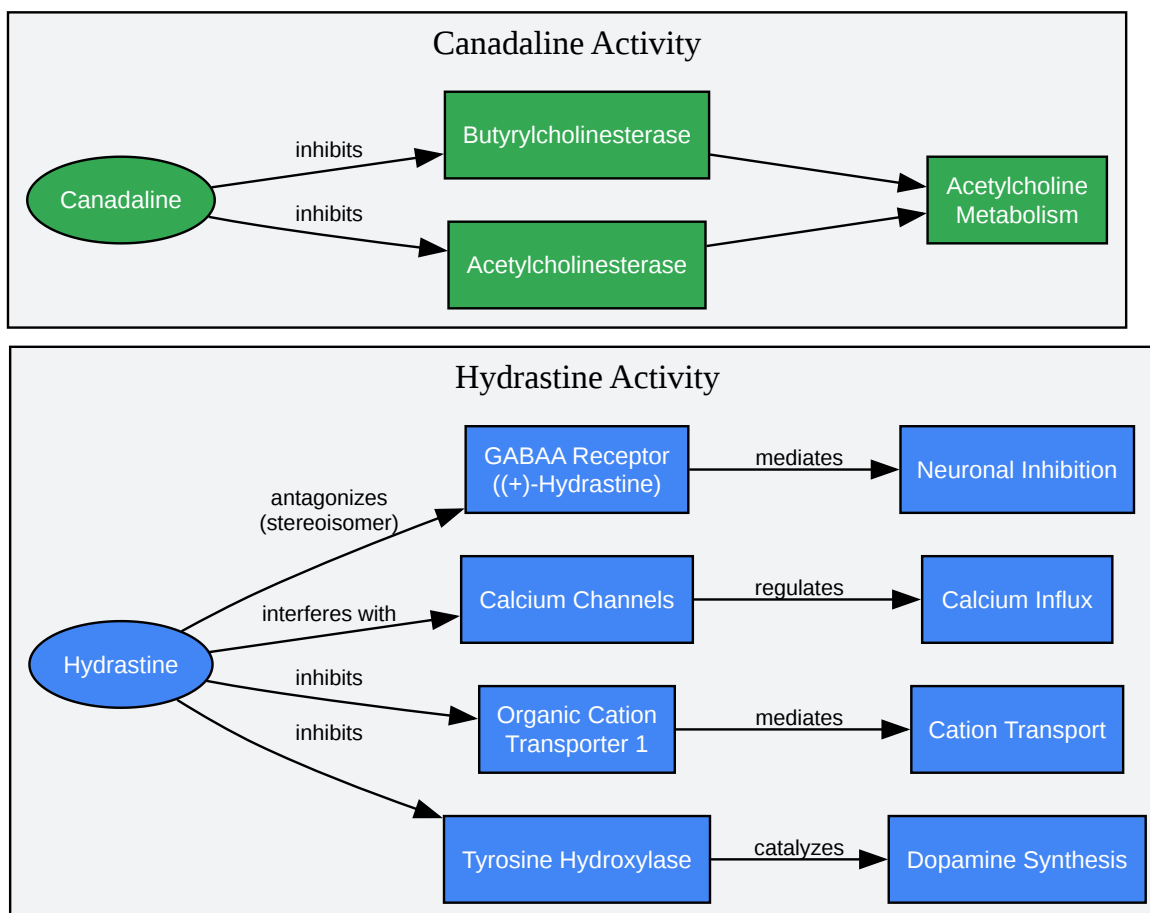 Canadaline Activity
Canadaline
inhibits
inhibits
Butyrylcholinesterase
Acetylcholinesterase
Acetylcholine
Metabolism
Hydrastine Activity
Hydrastine
antagonizes
(stereoisomer)
GABAA Receptor
((+)-Hydrastine)
mediates
Neuronal Inhibition
interferes with
Calcium Channels
regulates
Calcium Influx
inhibits
Organic Cation
Transporter 1
mediates
Cation Transport
inhibits
Tyrosine Hydroxylase
catalyzes
Dopamine Synthesis